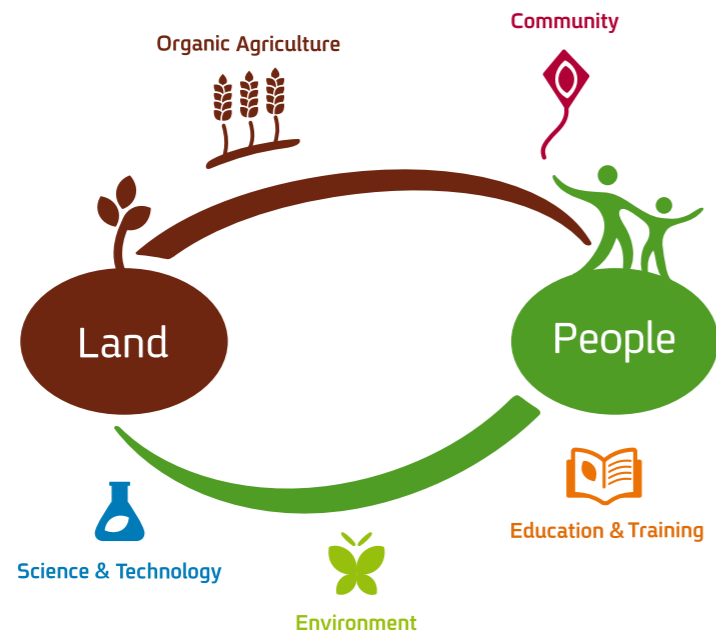 Community
Organic Agriculture
Land
People
Education & Training
Science & Technology
Environment